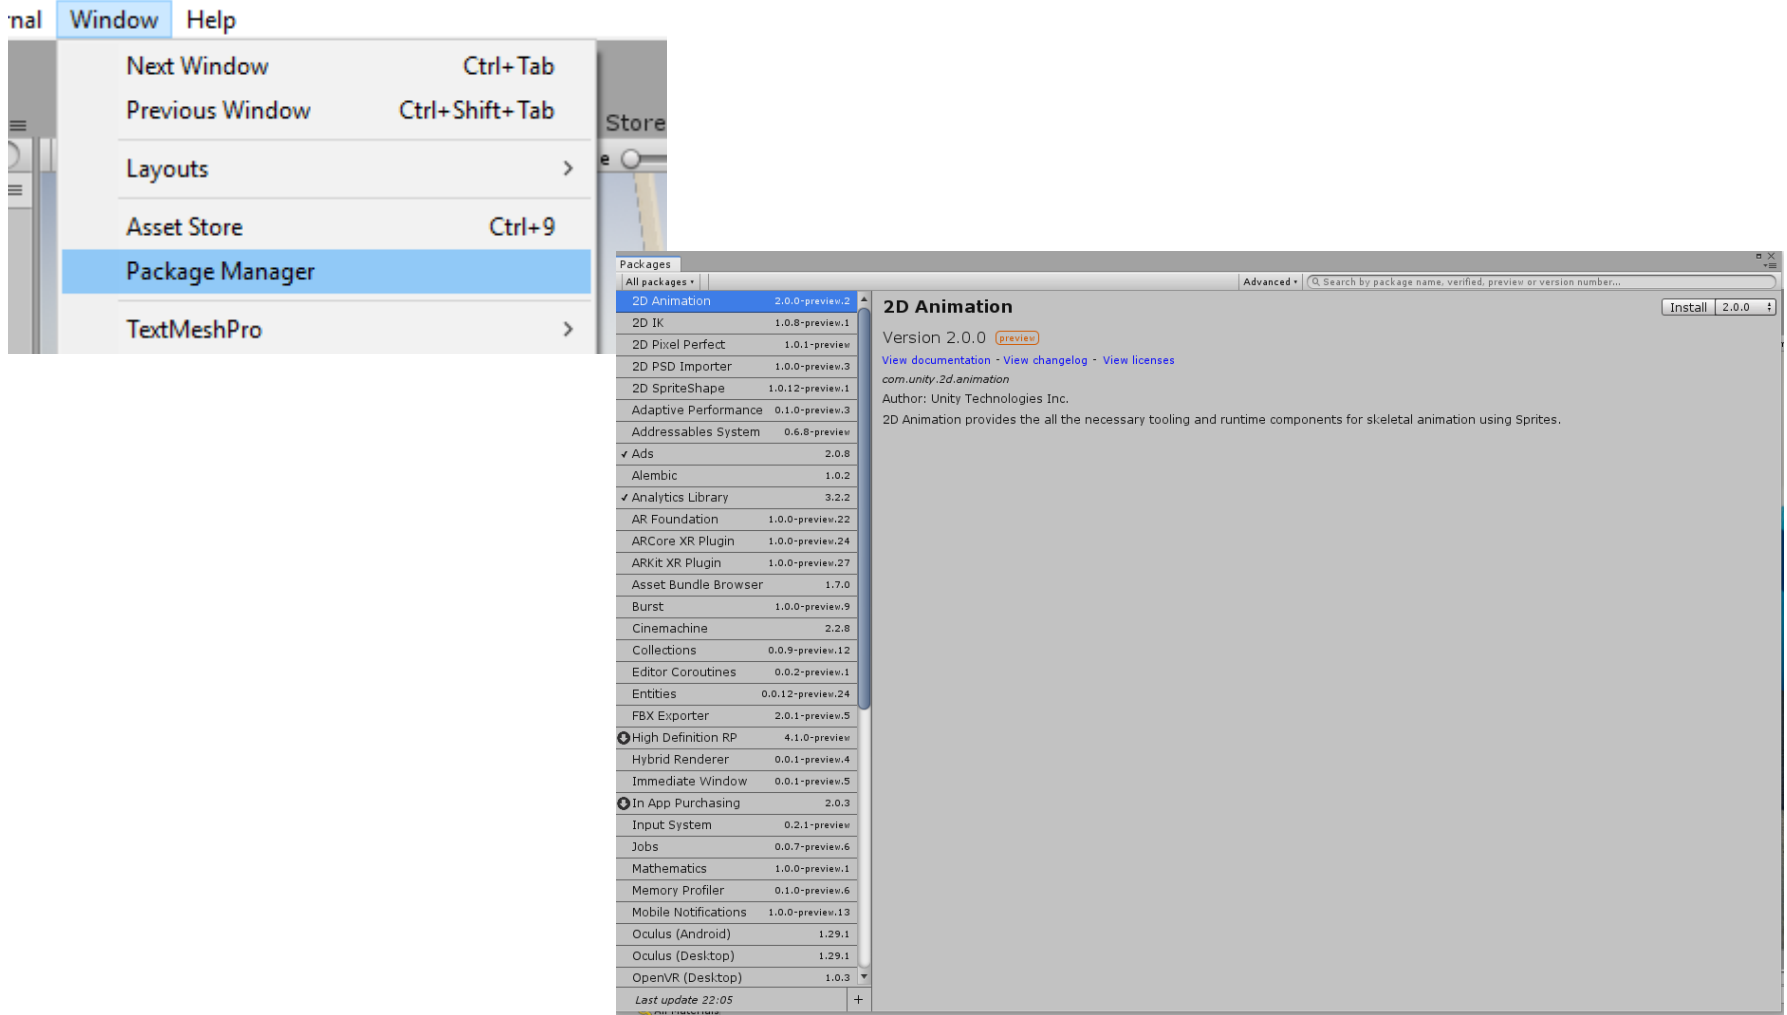 rnal Window Help
Next Window Ctrl+Tab
Previous Window Ctrl+Shift+Tab
Store
Layouts
e
Asset Store Ctrl+9
Package Manager
TextMeshPro
Packages
All packages Advanced Search by package name, verified, preview or version number...
2D Animation 2.0.0-preview.2
2D IK 1.0.8-preview.1
2D Pixel Perfect 1.0.1-preview
2D PSD Importer 1.0.0-preview.3
2D SpriteShape 1.0.12-preview.1
Adaptive Performance 0.1.0-preview.3
Addressables System 0.6.8-preview
✓ Ads 2.0.8
Alembic 1.0.2
✓ Analytics Library 3.2.2
AR Foundation 1.0.0-preview.22
ARCore XR Plugin 1.0.0-preview.24
ARKit XR Plugin 1.0.0-preview.27
Asset Bundle Browser 1.7.0
Burst 1.0.0-preview.9
Cinemachine 2.2.8
Collections 0.0.9-preview.12
Editor Coroutines 0.0.2-preview.1
Entities 0.0.12-preview.24
FBX Exporter 2.0.1-preview.5
High Definition RP 4.1.0-preview
Hybrid Renderer 0.0.1-preview.4
Immediate Window 0.0.1-preview.5
In App Purchasing 2.0.3
Input System 0.2.1-preview
Jobs 0.0.7-preview.6
Mathematics 1.0.0-preview.1
Memory Profiler 0.1.0-preview.6
Mobile Notifications 1.0.0-preview.13
Oculus (Android) 1.29.1
Oculus (Desktop) 1.29.1
OpenVR (Desktop) 1.0.3
Last update 22:05 +
All Materials
2D Animation Install 2.0.0
Version 2.0.0 preview
View documentation - View changelog - View licenses
com.unity.2d.animation
Author: Unity Technologies Inc.
2D Animation provides the all the necessary tooling and runtime components for skeletal animation using Sprites.